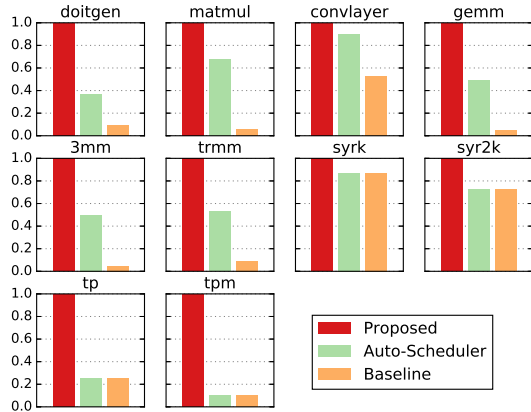 doitgen
matmul
convlayer
gemm
1.0
0.8
0.6
0.4
0.2
0.0
3mm
trmm
syrk
syr2k
1.0
0.8
0.6
0.4
0.2
0.0
tp
tpm
1.0
0.8
0.6
0.4
0.2
0.0
Proposed
Auto-Scheduler
Baseline